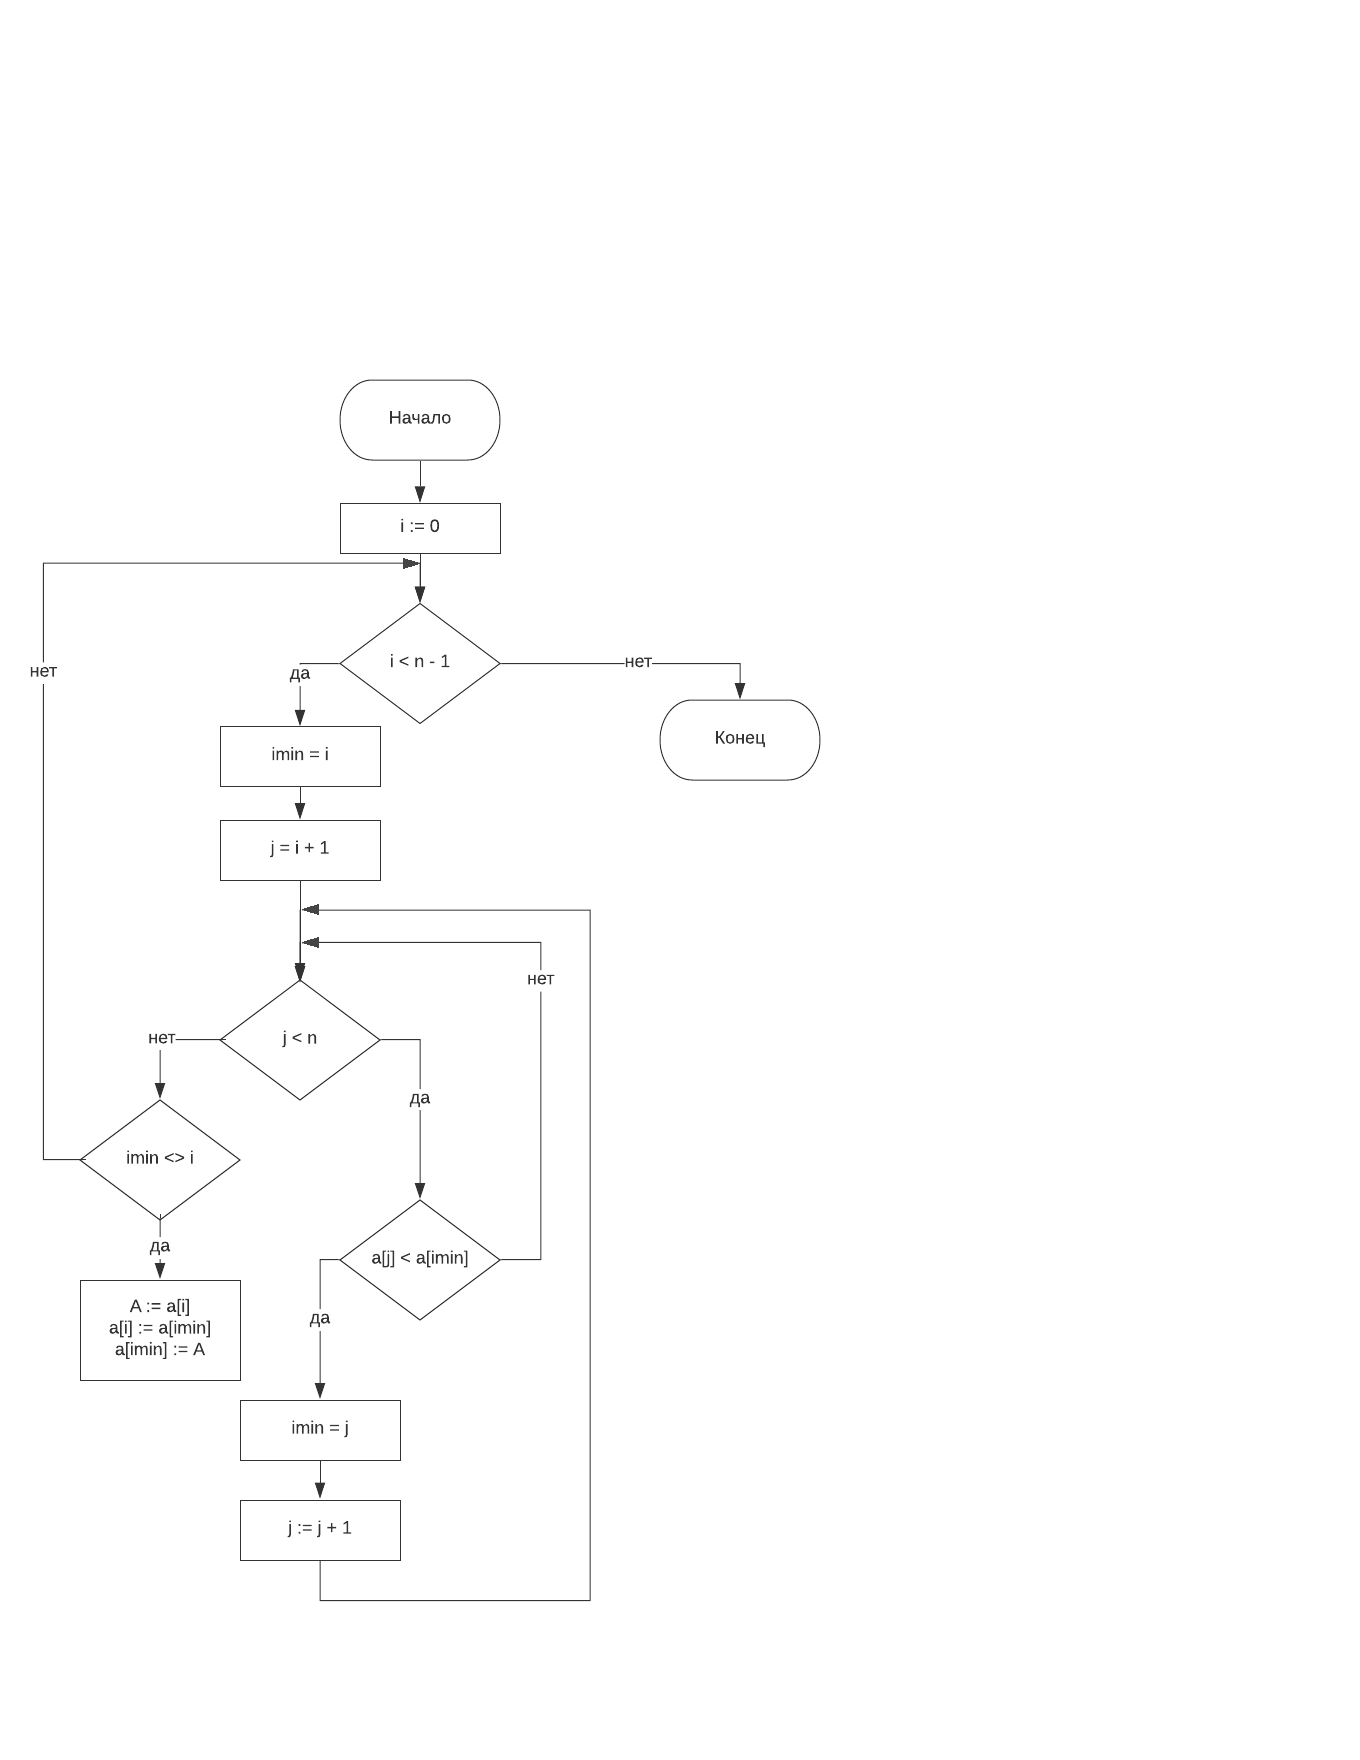 Начало
i := 0
i < n - 1
да
нет
нет
imin = i
Конец
j = i + 1
нет
j < n
нет
да
imin <> i
да
a[j] < a[imin]
A := a[i]
a[i] := a[imin]
a[imin] := A
да
imin = j
j := j + 1